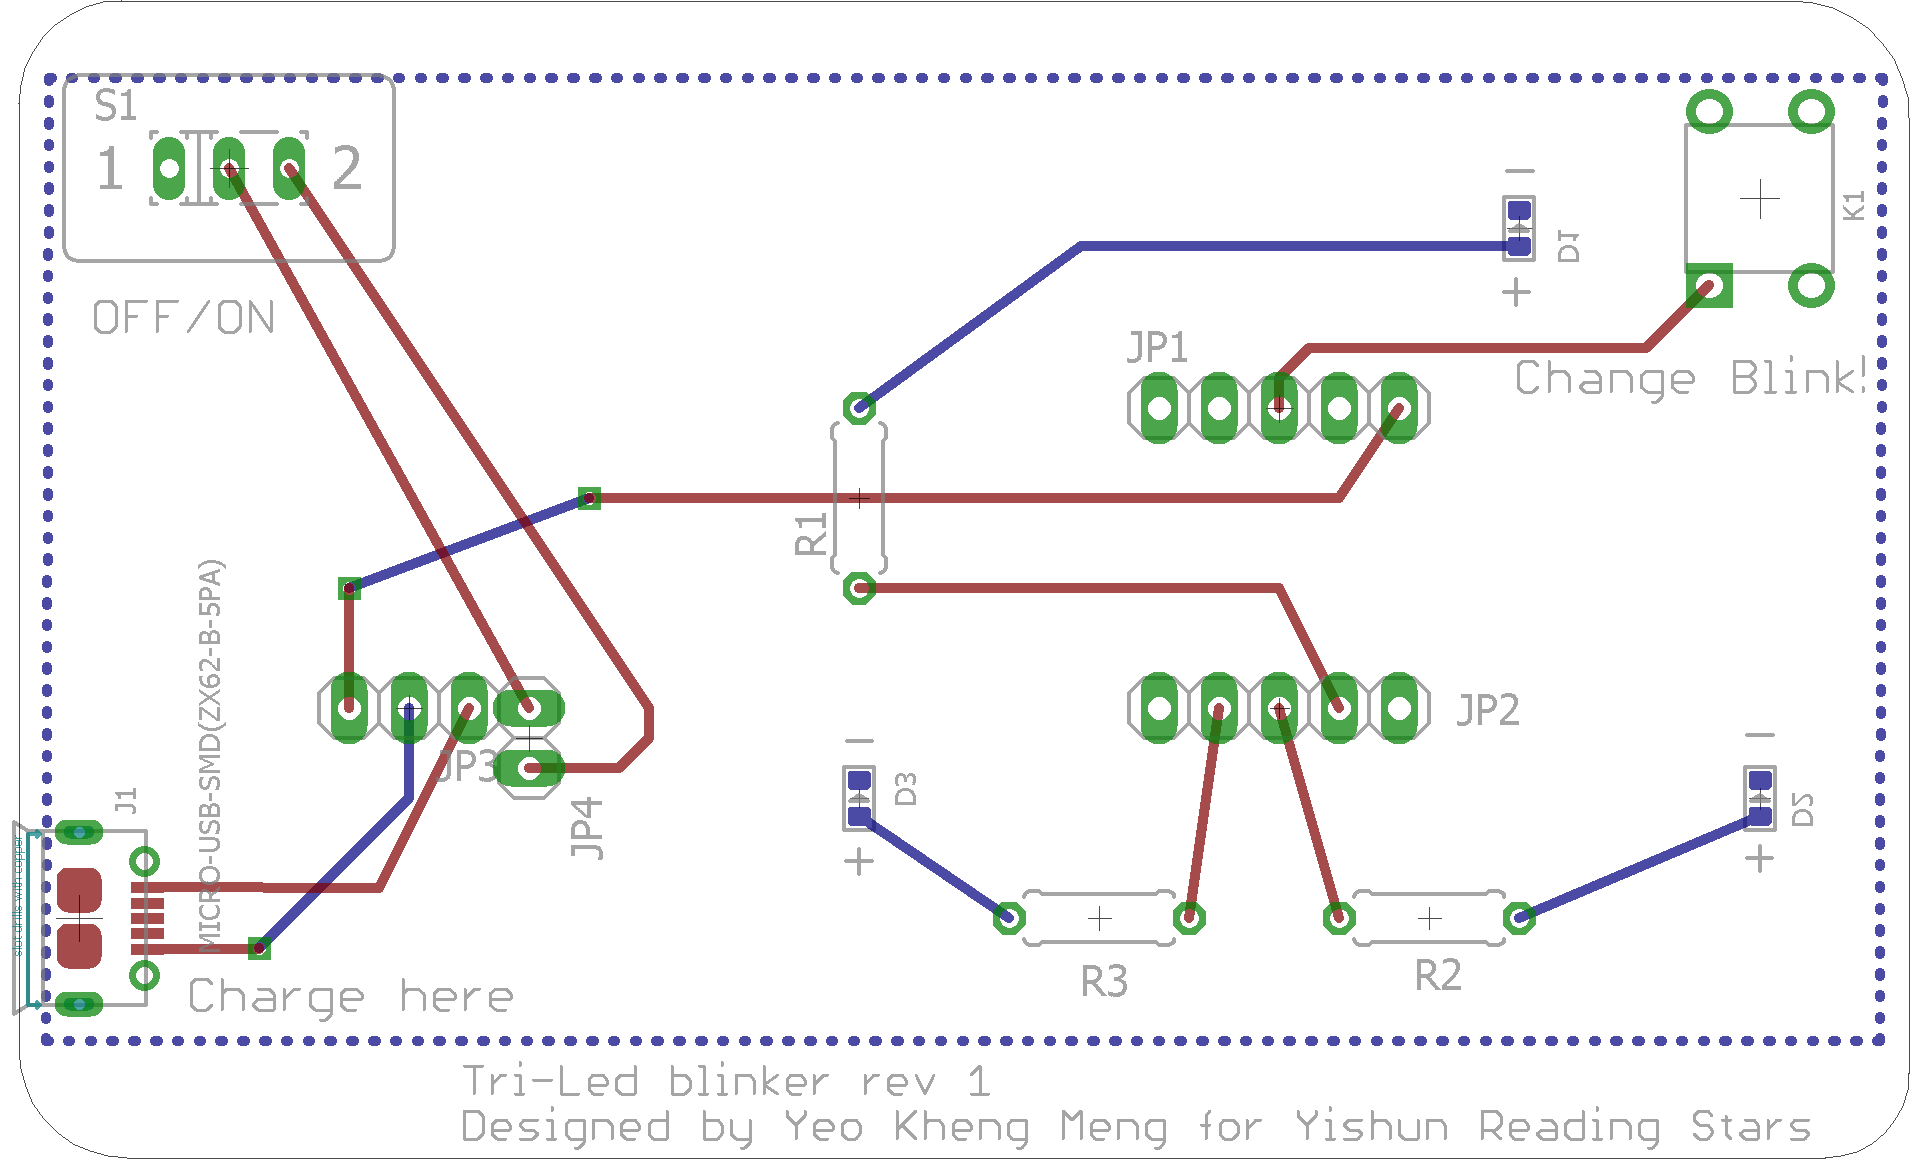 S1
1 2
OFF/ON
D1
K1
JP1
Change Blink!
R1
MICRO-USB-SMD(ZX62-B-5PA)
JP2
JP3
JP4
D3
D2
J1
slot drills with copper
R3
R2
Charge here
Tri-Led blinker rev 1
Designed by Yeo Kheng Meng for Yishun Reading Stars